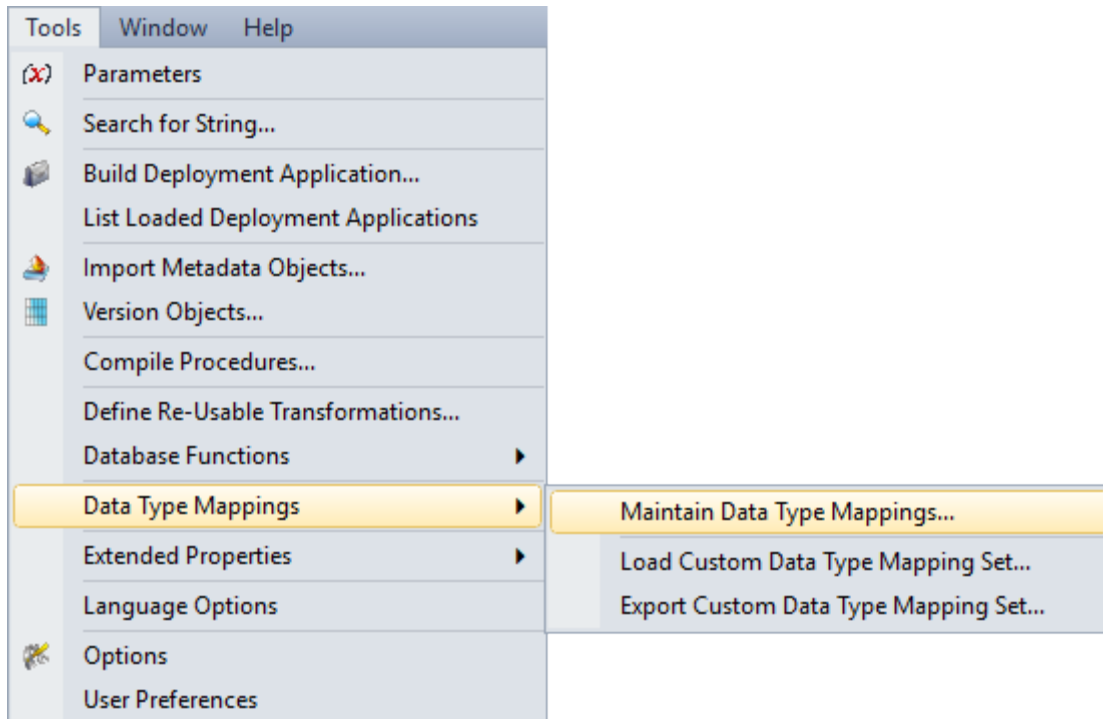 Tools Window Help
(x) Parameters
Search for String...
Build Deployment Application...
List Loaded Deployment Applications
Import Metadata Objects...
Version Objects...
Compile Procedures...
Define Re-Usable Transformations...
Database Functions
Data Type Mappings
Maintain Data Type Mappings...
Extended Properties
Load Custom Data Type Mapping Set...
Language Options
Export Custom Data Type Mapping Set...
Options
User Preferences